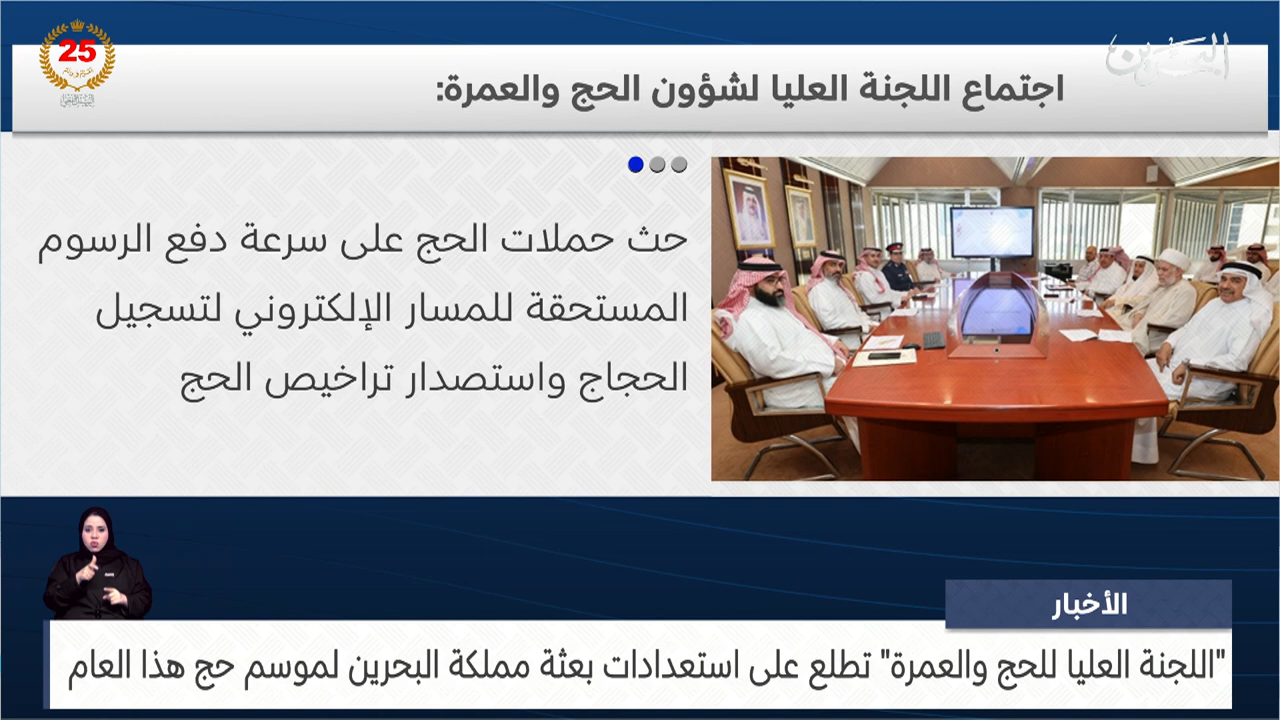 البحرين
25
اجتماع اللجنة العليا لشؤون الحج والعمرة:
حث حملات الحج على سرعة دفع الرسوم
المستحقة للمسار الإلكتروني لتسجيل
الحجاج واستصدار تراخيص الحج
الأخبار
"اللجنة العليا للحج والعمرة" تطلع على استعدادات بعثة مملكة البحرين لموسم حج هذا العام